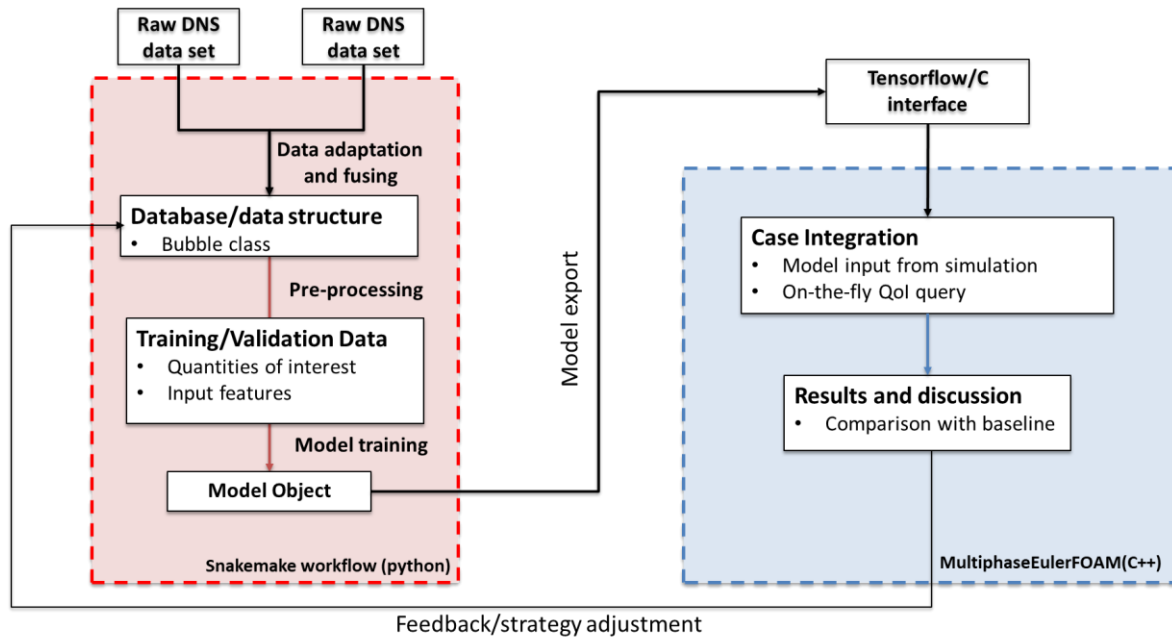 Raw DNS
data set
Raw DNS
data set
Data adaptation
and fusing
Database/data structure
• Bubble class
Pre-processing
Training/Validation Data
• Quantities of interest
• Input features
Model training
Model Object
Snakemake workflow (python)
Model export
Tensorflow/C
interface
Case Integration
• Model input from simulation
• On-the-fly QoI query
Results and discussion
• Comparison with baseline
MultiphaseEulerFOAM(C++)
Feedback/strategy adjustment